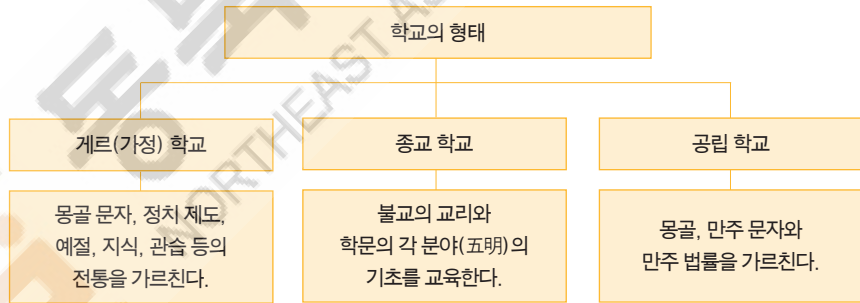 학교의 형태
게르(가정) 학교
종교 학교
공립 학교
몽골 문자, 정치 제도,
예절, 지식, 관습 등의
전통을 가르친다.
불교의 교리와
학문의 각 분야(五明)의
기초를 교육한다.
몽골, 만주 문자와
만주 법률을 가르친다.
동북
NORTHEAST AS